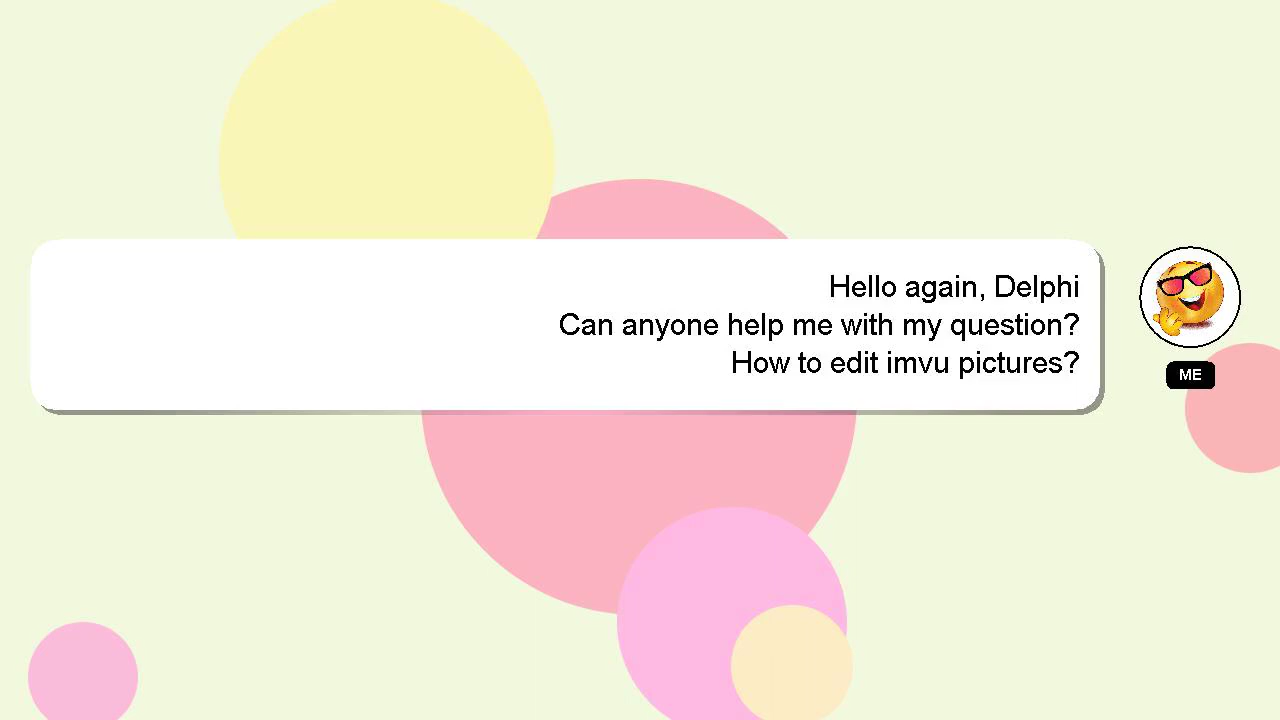 Hello again, Delphi
Can anyone help me with my question?
How to edit imvu pictures?
ME